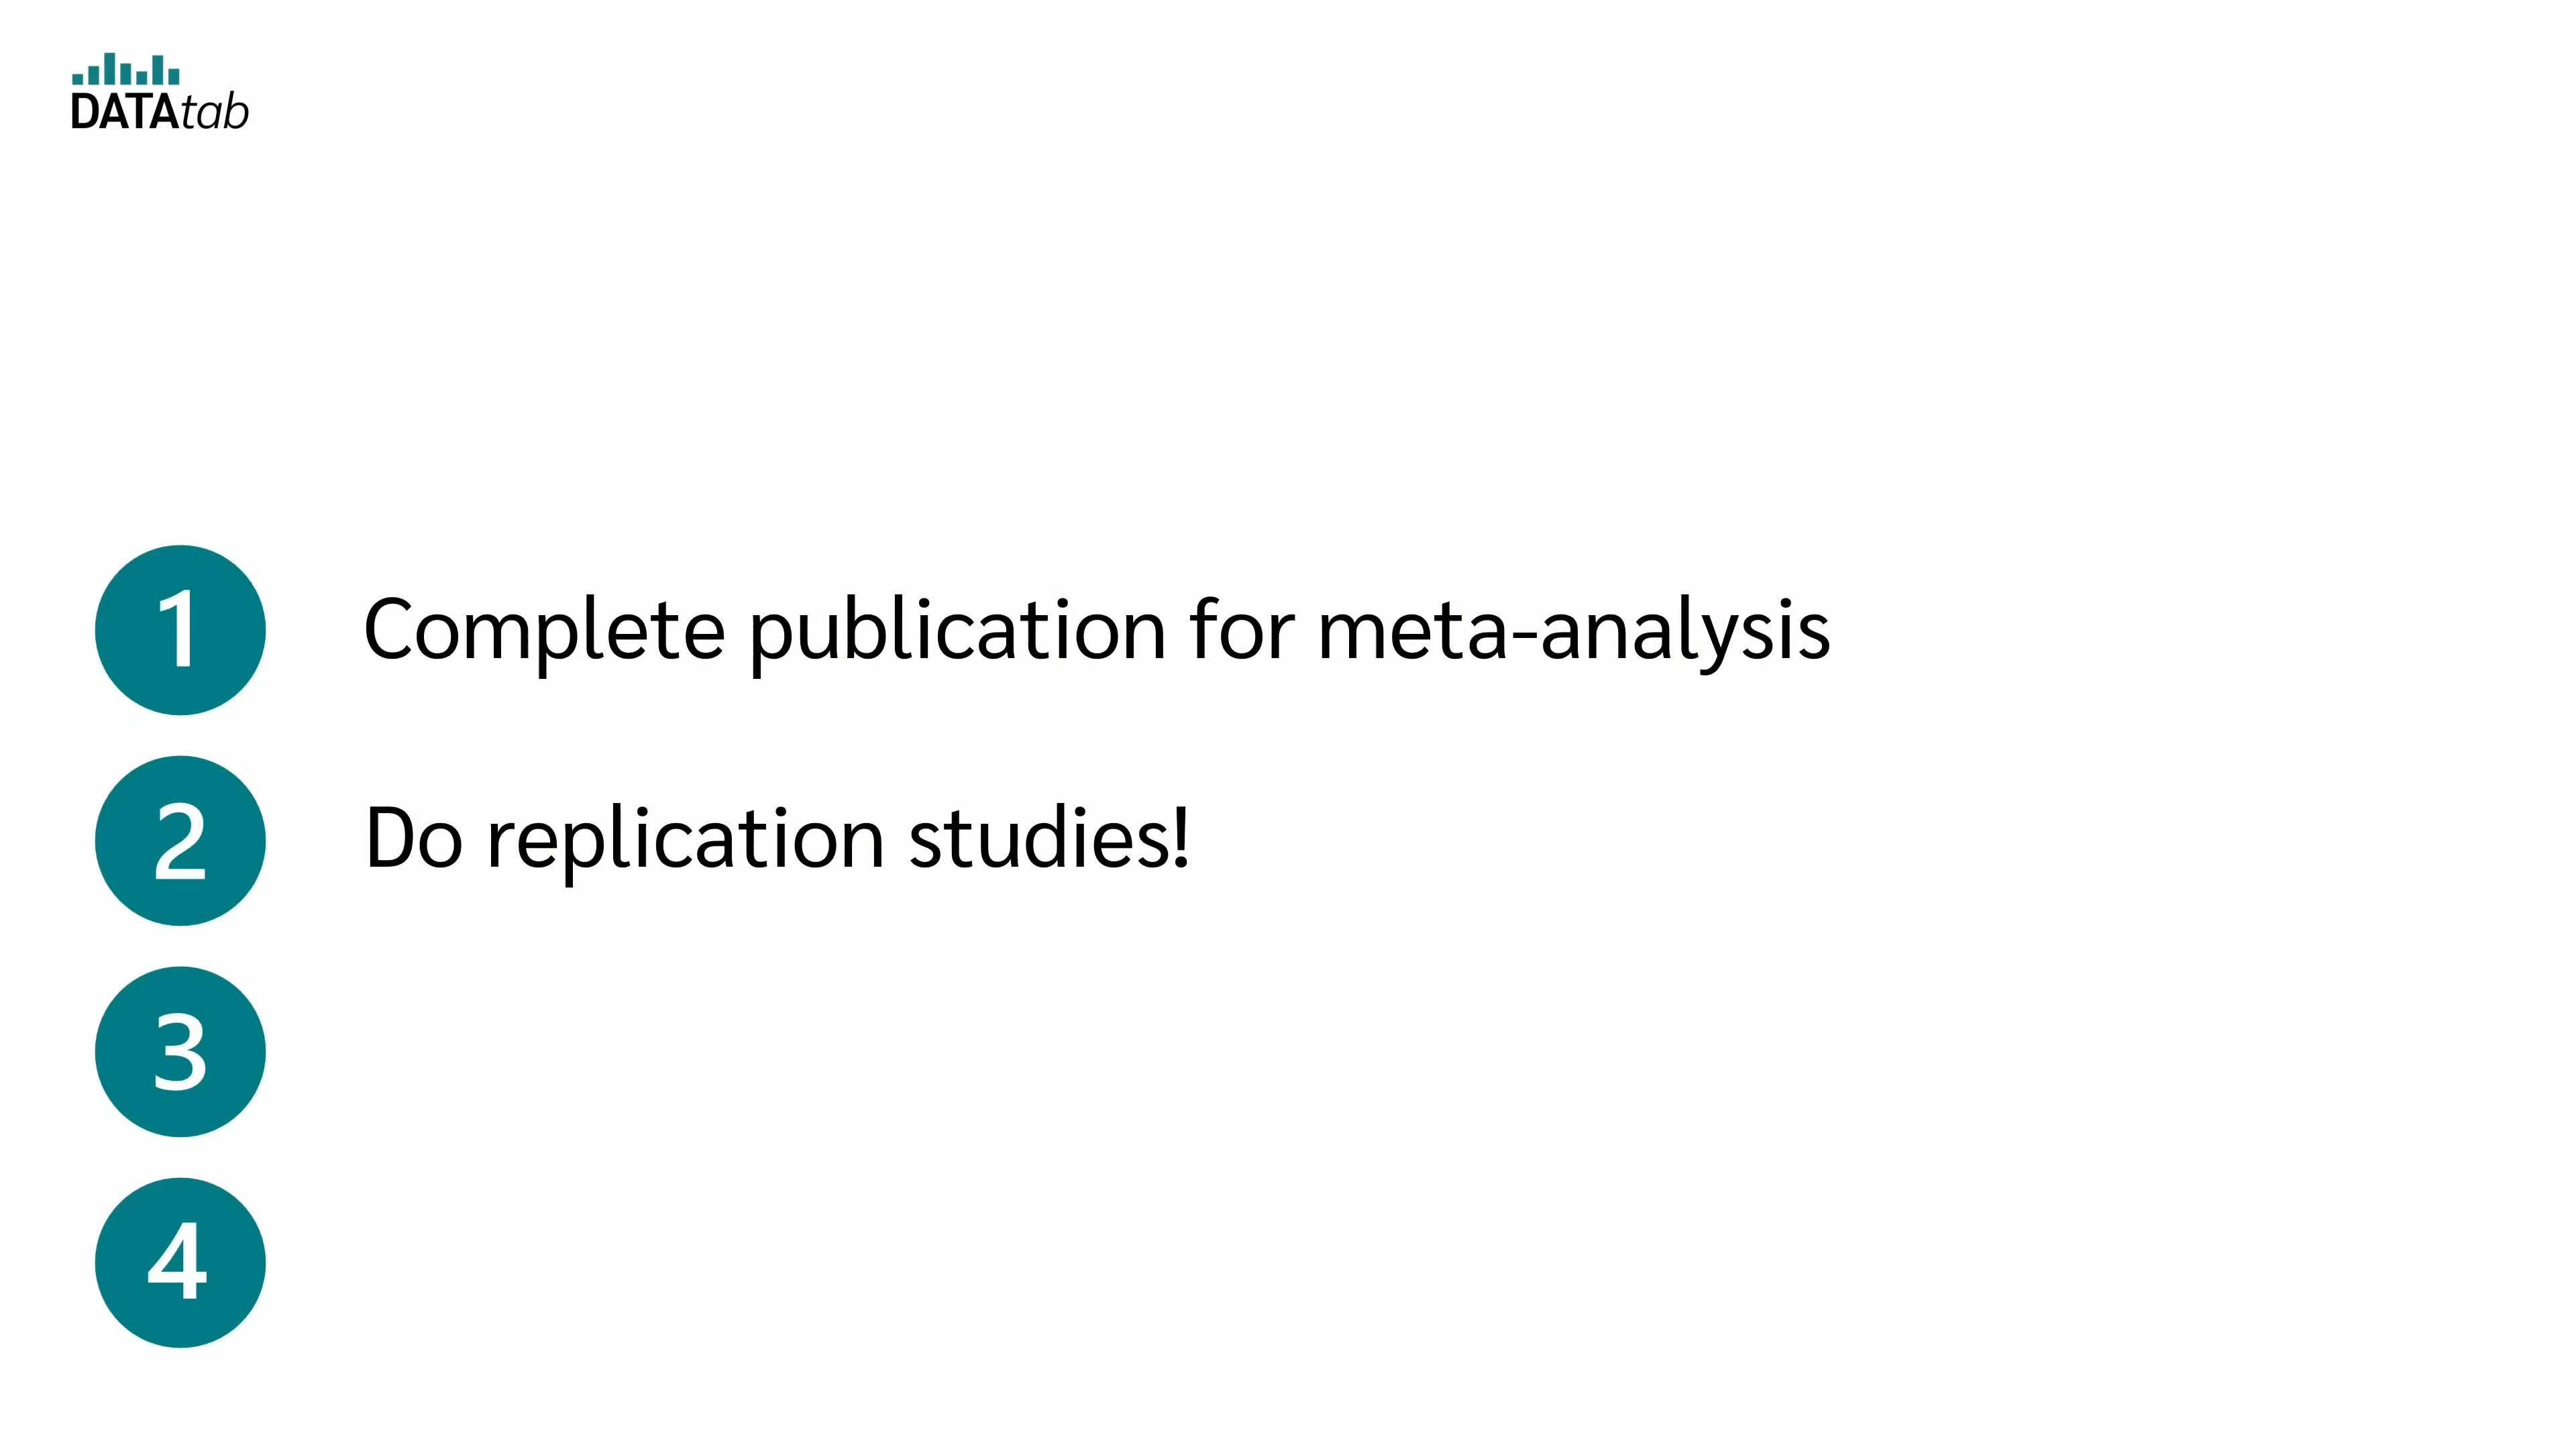 DATAtab
1 Complete publication for meta-analysis
2 Do replication studies!
3
4